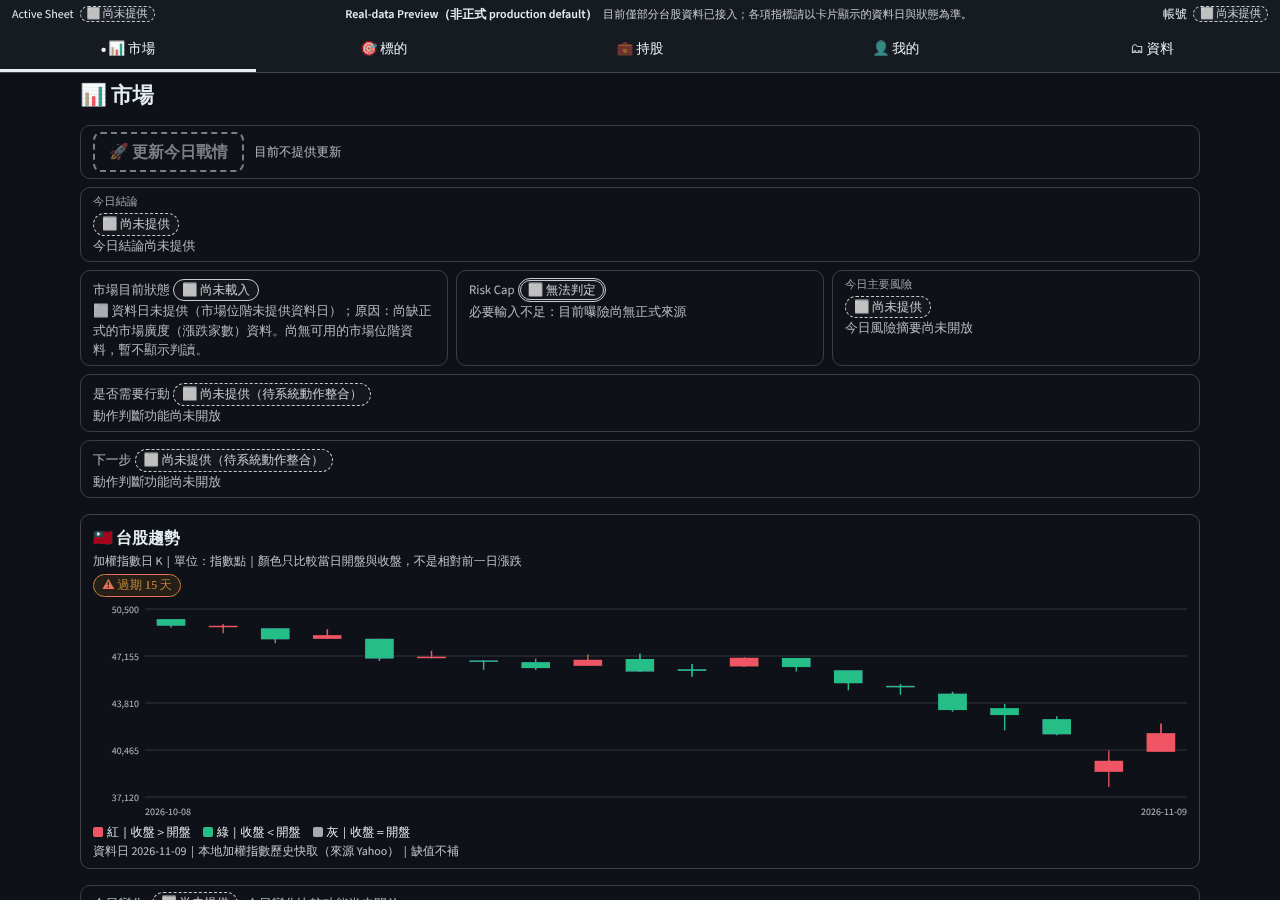 Active Sheet ⬜ 尚未提供
Real-data Preview（非正式 production default） 目前僅部分台股資料已接入；各項指標請以卡片顯示的資料日與狀態為準。
帳號 ⬜ 尚未提供
• 📊 市場
🎯 標的
💼 持股
👤 我的
🗂 資料
📊 市場
🚀 更新今日戰情 目前不提供更新
今日結論
⬜ 尚未提供
今日結論尚未提供
市場目前狀態 ⬜ 尚未載入
⬜ 資料日未提供（市場位階未提供資料日）；原因：尚缺正
式的市場廣度（漲跌家數）資料。尚無可用的市場位階資
料，暫不顯示判讀。
Risk Cap ⬜ 無法判定
必要輸入不足：目前曝險尚無正式來源
今日主要風險
⬜ 尚未提供
今日風險摘要尚未開放
是否需要行動 ⬜ 尚未提供（待系統動作整合）
動作判斷功能尚未開放
下一步 ⬜ 尚未提供（待系統動作整合）
動作判斷功能尚未開放
🇹🇼 台股趨勢
加權指數日 K｜單位：指數點｜顏色只比較當日開盤與收盤，不是相對前一日漲跌
⚠ 過期 15 天
50,500
47,155
43,810
40,465
37,120
2026-10-08
2026-11-09
紅｜收盤＞開盤 綠｜收盤＜開盤 灰｜收盤＝開盤
資料日 2026-11-09｜本地加權指數歷史快取（來源 Yahoo）｜缺值不補